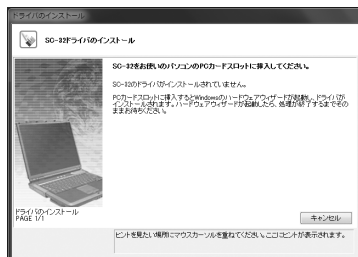 ドライバのインストール
SC-32ドライバのインストール
SC-32をお使いのパソコンのPCカードスロットに挿入してください。
SC-32のドライバがインストールされていません。
PCカードスロットに挿入するとWindowsのハードウェアウィザードが起動し、ドライバが
インストールされます。ハードウェアウィザードが起動したら、処理が終了するまでその
ままお待ちください。
ドライバのインストール
PAGE 1/1
キャンセル
ヒントを見たい場所にマウスカーソルを重ねてください。ここにヒントが表示されます。